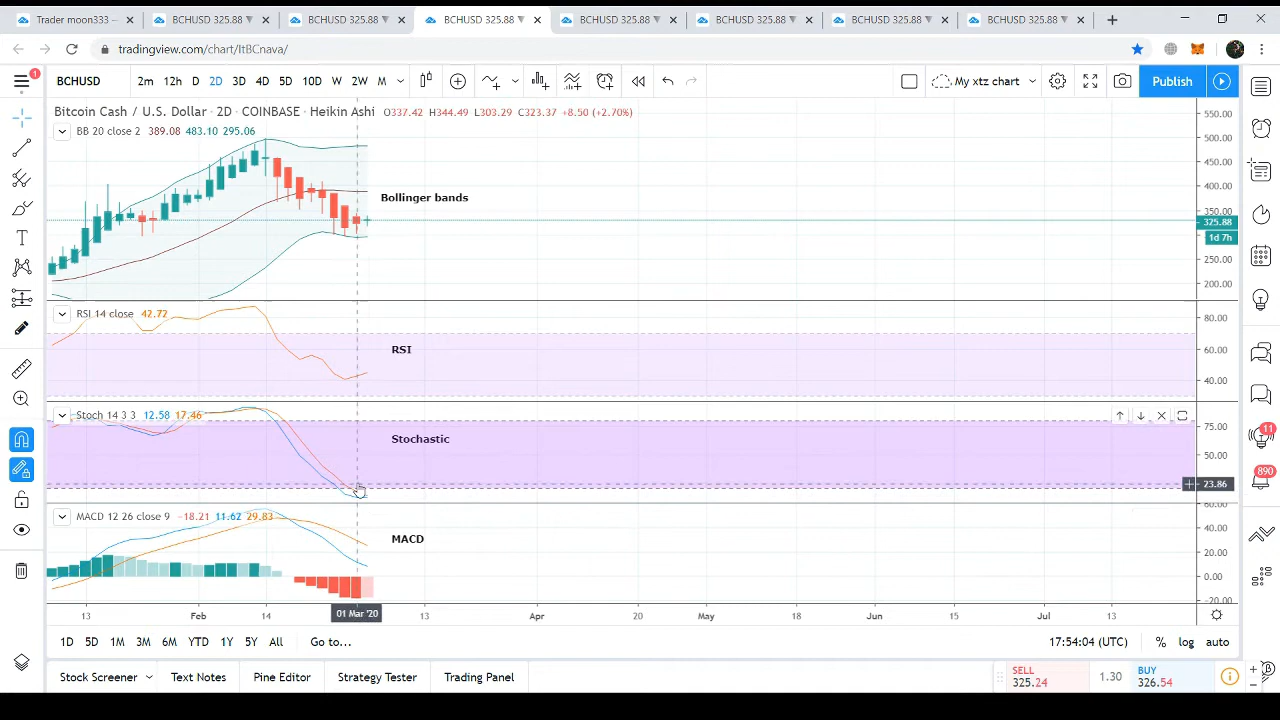 Trader moon333 —
BCHUSD 325.88 ▼
BCHUSD 325.88 ▼
BCHUSD 325.88 ▼
BCHUSD 325.88 ▼
BCHUSD 325.88 ▼
BCHUSD 325.88 ▼
BCHUSD 325.88 ▼
tradingview.com/chart/ItBCnava/
1
BCHUSD 2m 12h D 2D 3D 4D 5D 10D W 2W M My xtz chart Publish
Bitcoin Cash / U.S. Dollar · 2D · COINBASE · Heikin Ashi O337.42 H344.49 L303.29 C323.37 +8.50 (+2.70%)
BB 20 close 2 389.08 483.10 295.06
Bollinger bands
550.00
500.00
450.00
400.00
350.00
325.88
1d 7h
250.00
200.00
RSI 14 close 42.72
RSI
80.00
60.00
40.00
Stoch 14 3 3 12.58 17.46
Stochastic
75.00
50.00
23.86
11
890
MACD 12 26 close 9 −18.21 11.62 29.83
MACD
60.00
40.00
20.00
0.00
−20.00
13 Feb 14 01 Mar '20 13 Apr 20 May 18 Jun 15 Jul 13
1D 5D 1M 3M 6M YTD 1Y 5Y All Go to... 17:54:04 (UTC) % log auto
Stock Screener Text Notes Pine Editor Strategy Tester Trading Panel
SELL
325.24
1.30
BUY
326.54